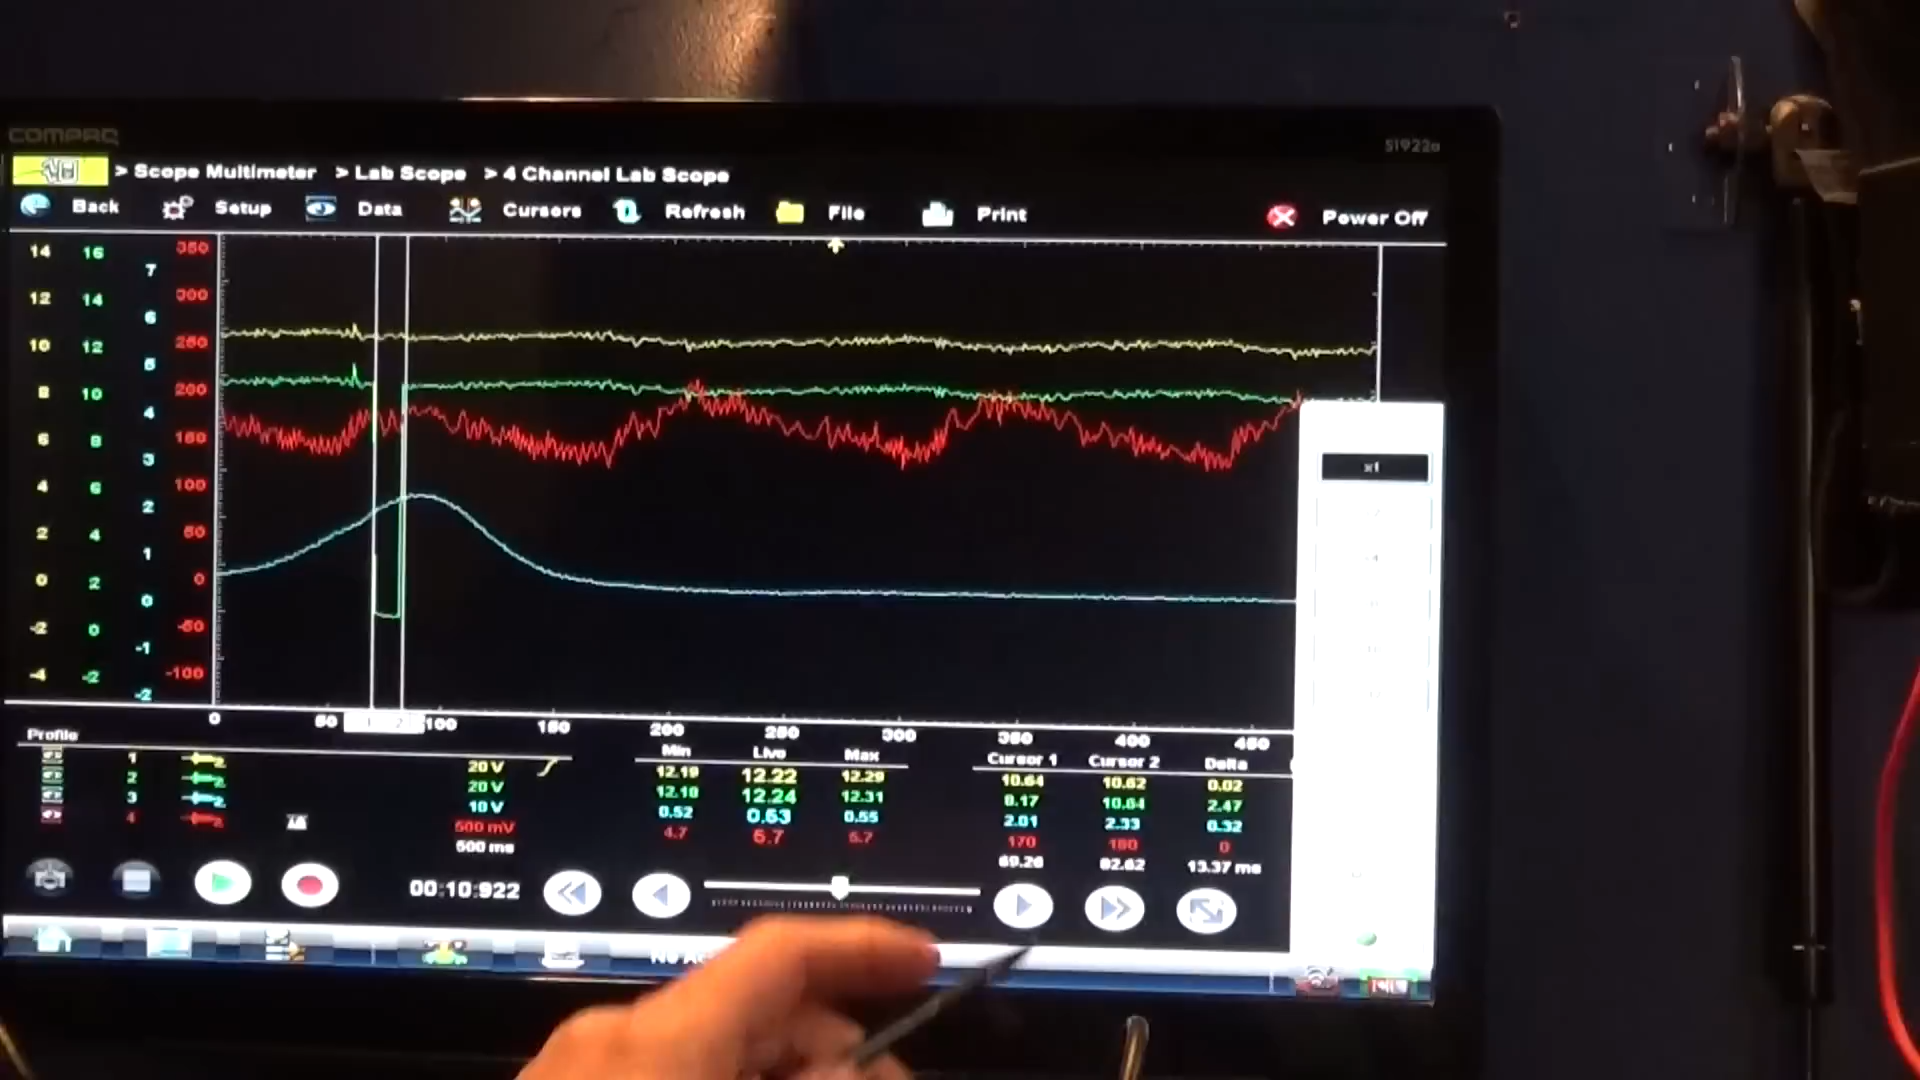 COMPAQ
S1922a
> Scope Multimeter > Lab Scope > 4 Channel Lab Scope
Back Setup Data Cursors Refresh File Print Power Off
14 16 7 350
12 14 6 300
10 12 5 250
8 10 4 200
6 8 3 150
4 6 2 100
2 4 1 50
0 2 0 0
-2 0 -1 -50
-4 -2 -2 -100
x1
0 50 1 2 100 150 200 250 300 350 400 450
Profile Min Live Max Cursor 1 Cursor 2 Delta
1 20 V 12.19 12.22 12.29 10.64 10.62 0.02
2 20 V 12.18 12.24 12.31 8.17 10.64 2.47
3 10 V 0.52 0.53 0.55 2.01 2.33 0.32
4 500 mV 4.7 5.7 5.7 170 180 0
500 ms 69.26 82.62 13.37 ms
00:10:922